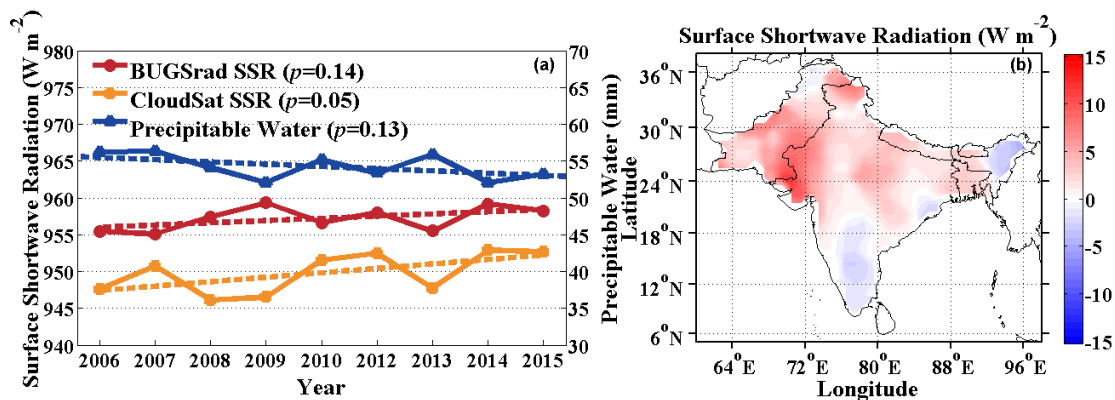 Surface Shortwave Radiation (W m⁻²)
980
975
970
965
960
955
950
945
940
BUGSrad SSR (p=0.14)
CloudSat SSR (p=0.05)
Precipitable Water (p=0.13)
(a)
70
65
60
55
50
45
40
35
30
Precipitable Water (mm)
2006 2007 2008 2009 2010 2012 2013 2014 2015
Year
Surface Shortwave Radiation (W m⁻²)
(b)
Latitude
36°N
30°N
24°N
18°N
12°N
6°N
64°E 72°E 80°E 88°E 96°E
Longitude
15
10
5
0
-5
-10
-15